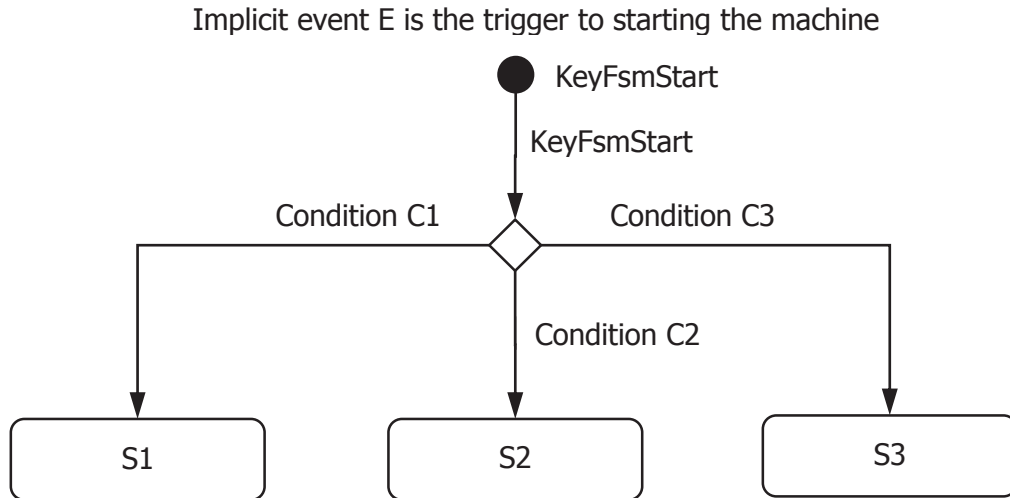 Implicit event E is the trigger to starting the machine
KeyFsmStart
KeyFsmStart
Condition C1
Condition C3
Condition C2
S1
S2
S3